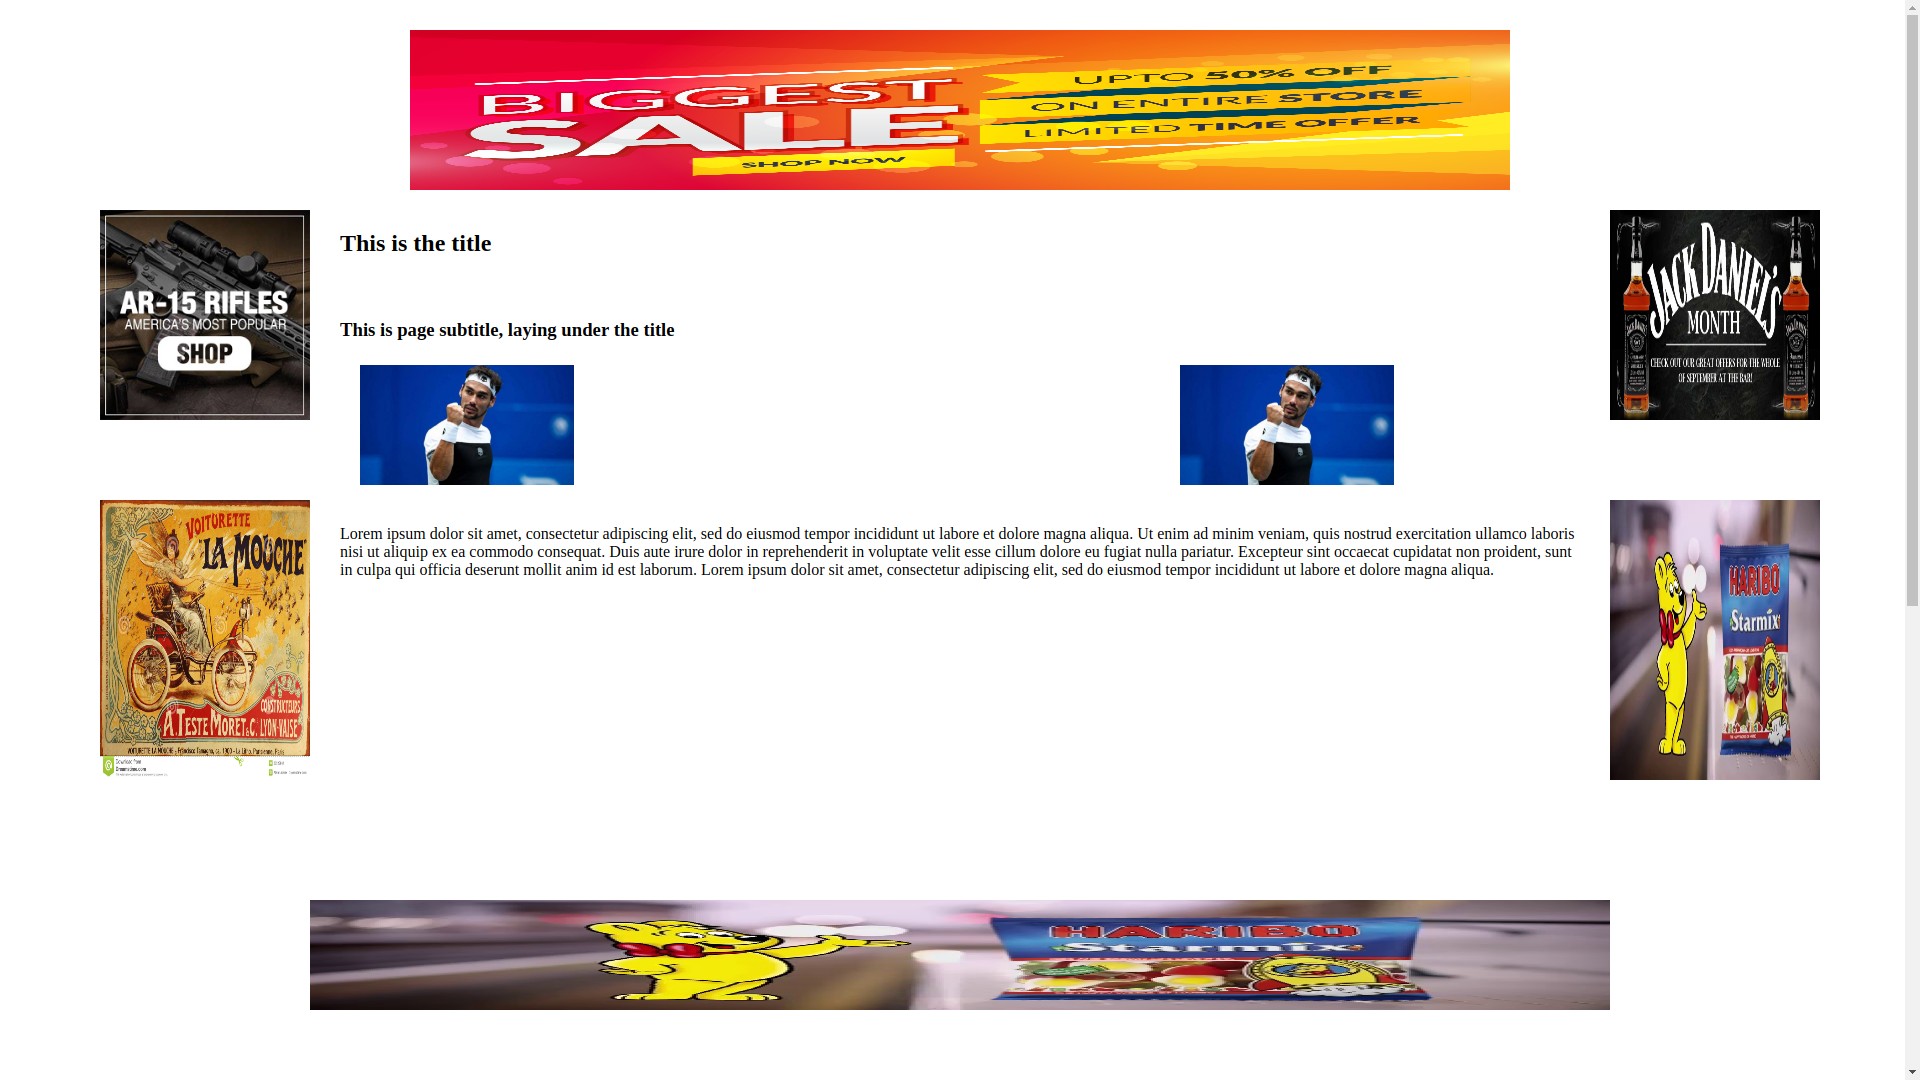 BIGGEST
SALE
SHOP NOW
UPTO 50% OFF
ON ENTIRE STORE
LIMITED TIME OFFER
AR-15 RIFLES
AMERICA'S MOST POPULAR
SHOP
This is the title
This is page subtitle, laying under the title
JACK DANIEL'S
MONTH
CHECK OUT OUR GREAT OFFERS FOR THE WHOLE
OF SEPTEMBER AT THE BAR!
VOITURETTE
LA MOUCHE
CONSTRUCTEURS
A. TESTE MORET & C. LYON-VAISE
VOITURETTE LA MOUCHE
Download from
Dreamstime.com
Lorem ipsum dolor sit amet, consectetur adipiscing elit, sed do eiusmod tempor incididunt ut labore et dolore magna aliqua. Ut enim ad minim veniam, quis nostrud exercitation ullamco laboris
nisi ut aliquip ex ea commodo consequat. Duis aute irure dolor in reprehenderit in voluptate velit esse cillum dolore eu fugiat nulla pariatur. Excepteur sint occaecat cupidatat non proident, sunt
in culpa qui officia deserunt mollit anim id est laborum. Lorem ipsum dolor sit amet, consectetur adipiscing elit, sed do eiusmod tempor incididunt ut labore et dolore magna aliqua.
HARIBO
Starmix
HARIBO
Starmix